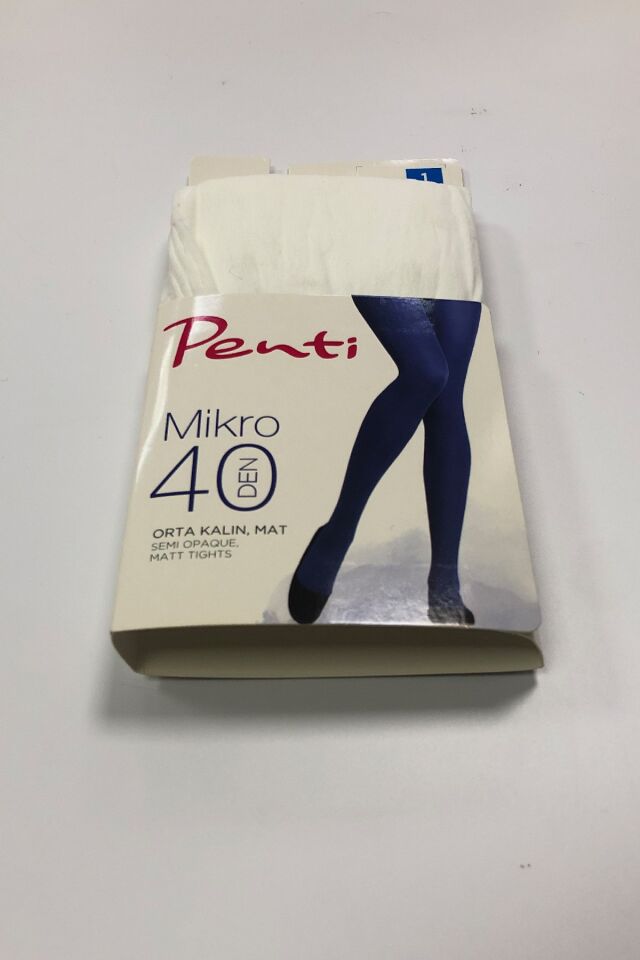 1
Penti
Mikro
40 DEN
ORTA KALIN, MAT
SEMI OPAQUE,
MATT TIGHTS